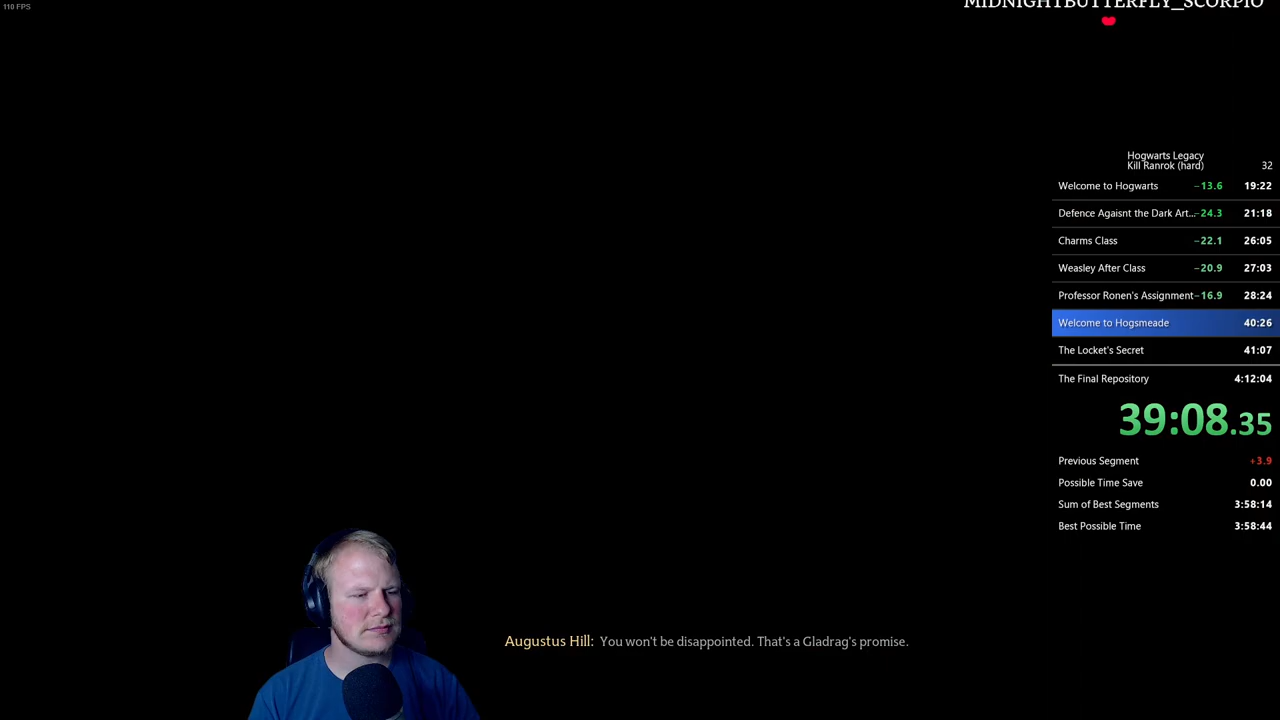 110 FPS
MIDNIGHTBUTTERFLY_SCORPIO
Hogwarts Legacy
Kill Ranrok (hard) 32
Welcome to Hogwarts −13.6 19:22
Defence Agaisnt the Dark Art... −24.3 21:18
Charms Class −22.1 26:05
Weasley After Class −20.9 27:03
Professor Ronen's Assignment −16.9 28:24
Welcome to Hogsmeade 40:26
The Locket's Secret 41:07
The Final Repository 4:12:04
39:08.35
Previous Segment +3.9
Possible Time Save 0.00
Sum of Best Segments 3:58:14
Best Possible Time 3:58:44
Augustus Hill: You won't be disappointed. That's a Gladrag's promise.